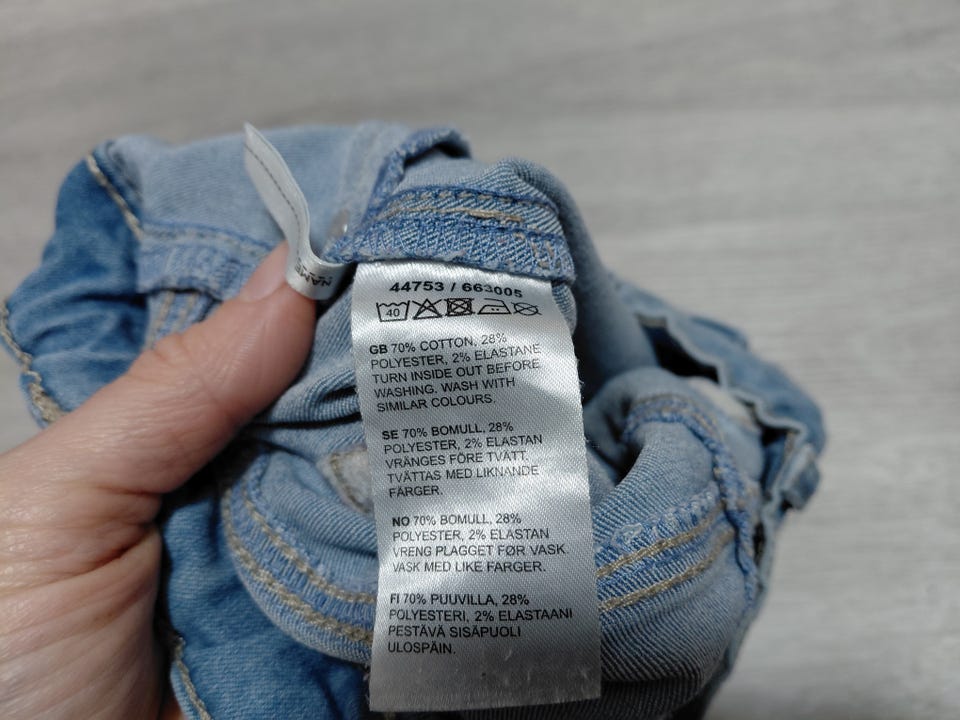 NAME
44753 / 663005
40
GB 70% COTTON, 28%
POLYESTER, 2% ELASTANE
TURN INSIDE OUT BEFORE
WASHING. WASH WITH
SIMILAR COLOURS.
SE 70% BOMULL, 28%
POLYESTER, 2% ELASTAN
VRÄNGES FÖRE TVÄTT.
TVÄTTAS MED LIKNANDE
FÄRGER.
NO 70% BOMULL, 28%
POLYESTER, 2% ELASTAN
VRENG PLAGGET FØR VASK.
VASK MED LIKE FARGER.
FI 70% PUUVILLA, 28%
POLYESTERI, 2% ELASTAANI
PESTÄVÄ SISÄPUOLI
ULOSPÄIN.